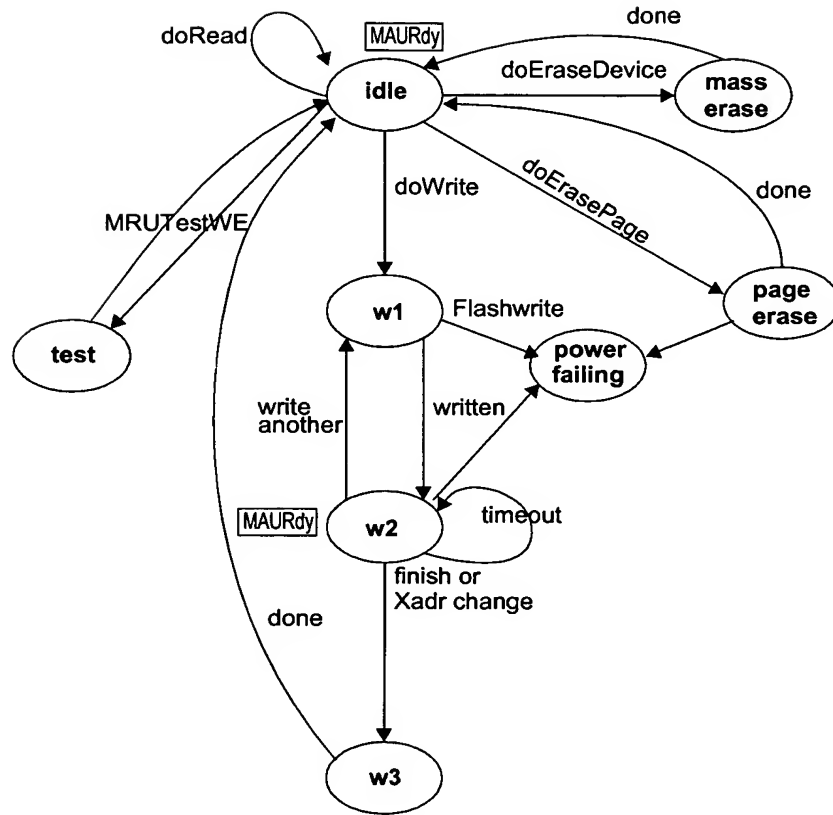 doRead
MAURdy
done
idle
doEraseDevice
mass
erase
doWrite
doErasePage
done
MRUTestWE
w1
Flashwrite
page
erase
test
power
failing
write
another
written
MAURdy
w2
timeout
finish or
Xadr change
done
w3